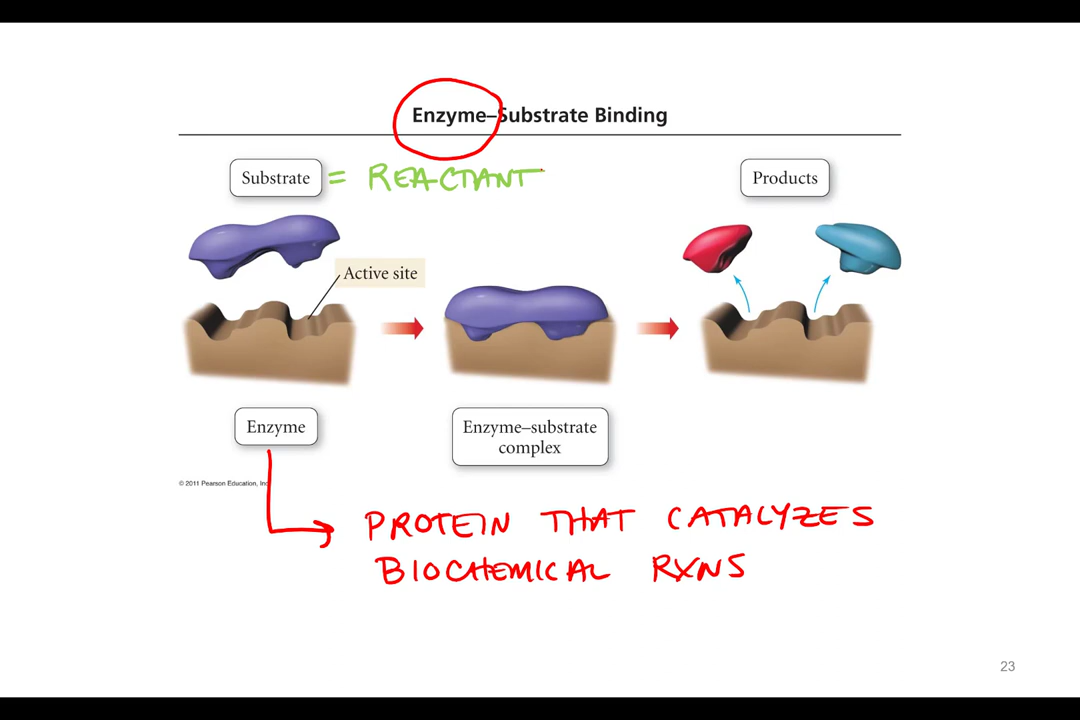 Enzyme–Substrate Binding
Substrate = REACTANT
Products
Active site
Enzyme
Enzyme–substrate
complex
© 2011 Pearson Education, Inc
PROTEIN THAT CATALYZES
BIOCHEMICAL RXNS
23